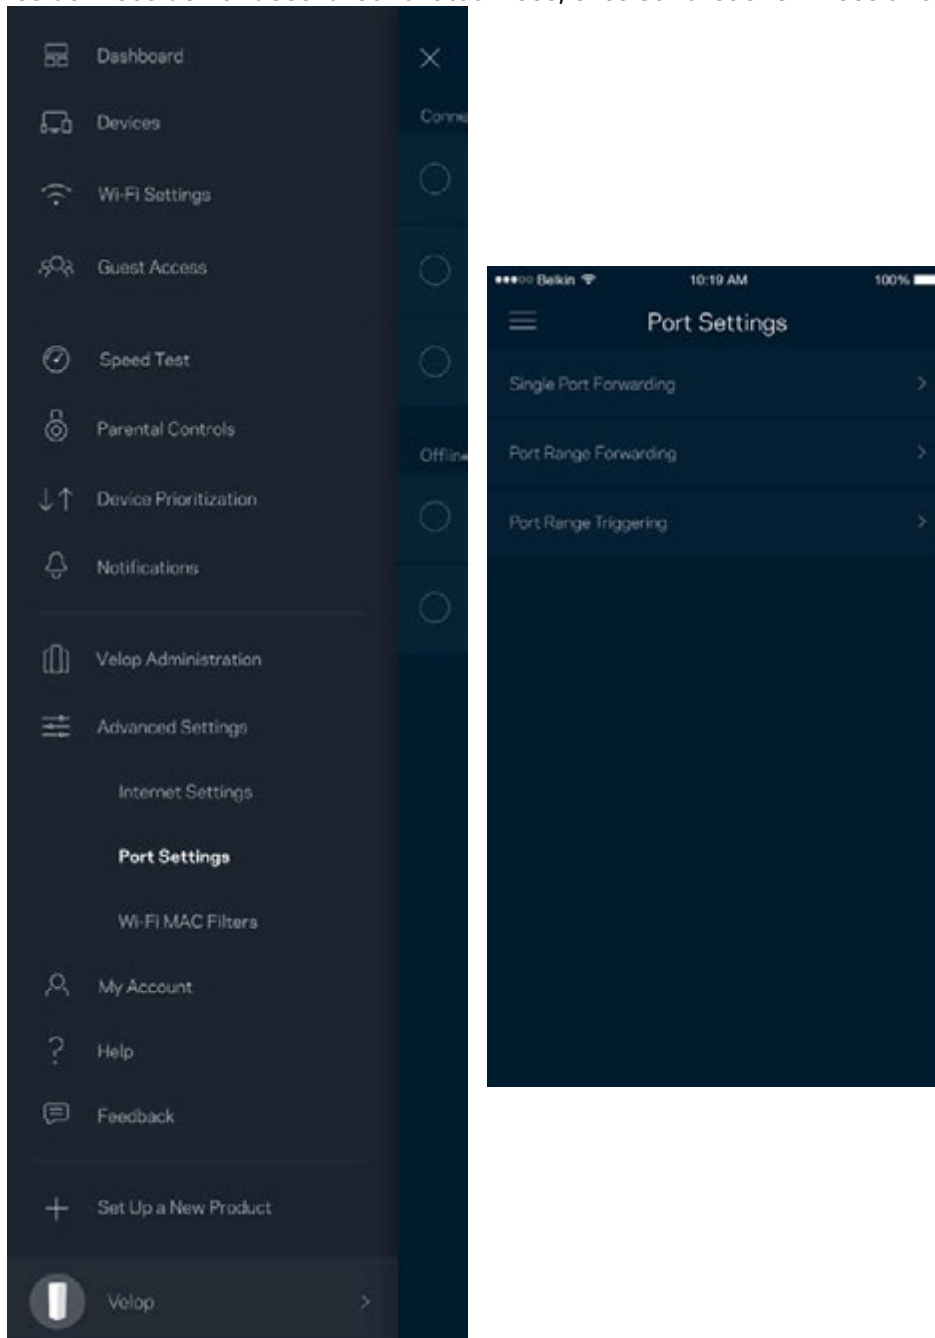 Dashboard
Devices
Wi-Fi Settings
Guest Access
Speed Test
Parental Controls
Device Prioritization
Notifications
Velop Administration
Advanced Settings
Internet Settings
Port Settings
Wi-Fi MAC Filters
My Account
Help
Feedback
Set Up a New Product
Velop
Conne
Offline
Belkin 10:19 AM 100%
Port Settings
Single Port Forwarding
Port Range Forwarding
Port Range Triggering